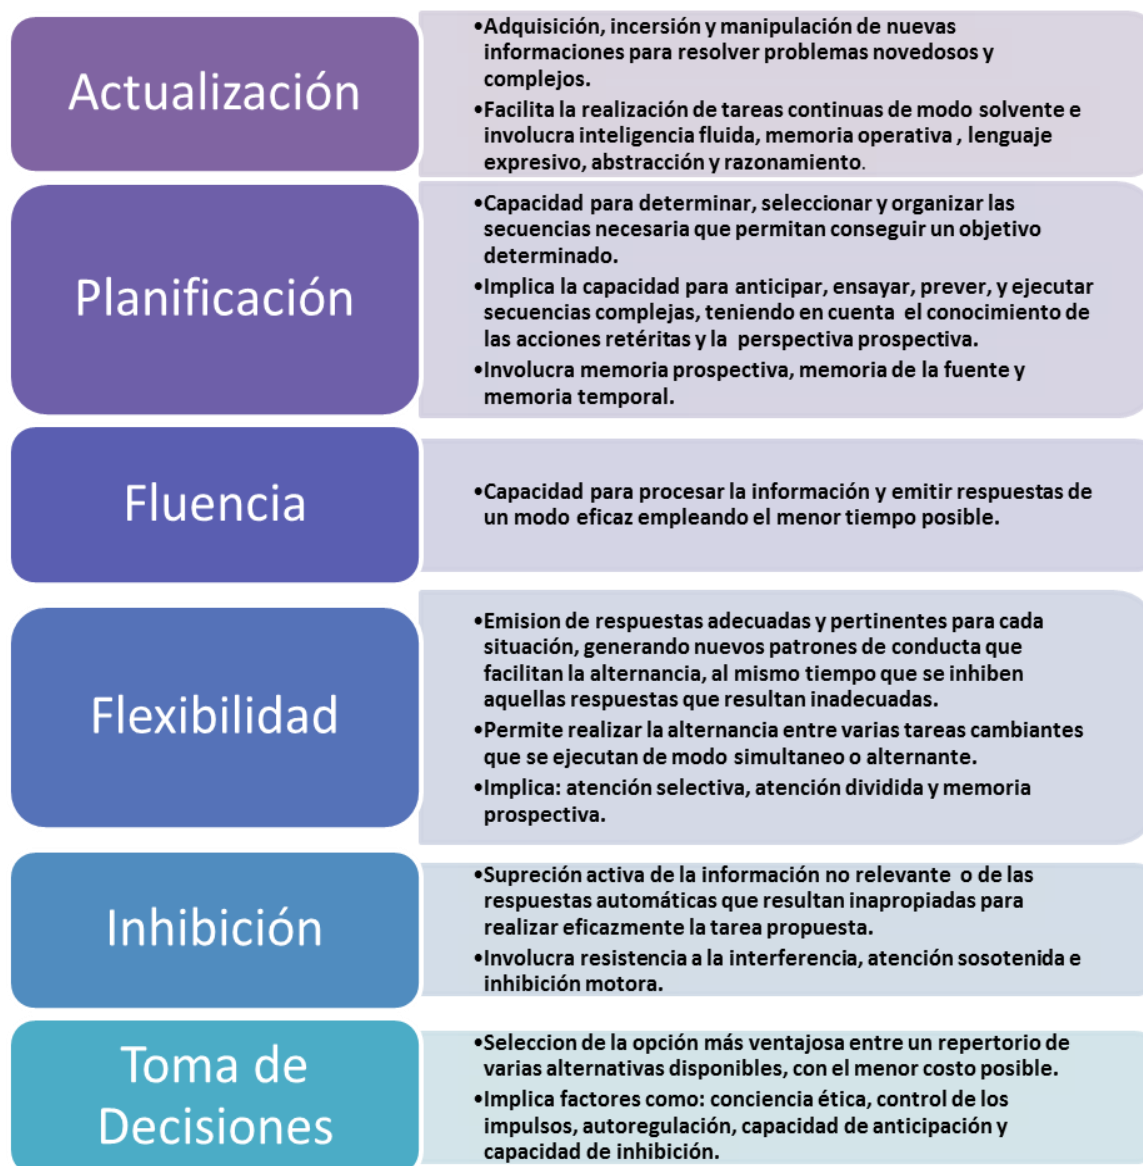 Actualización
•Adquisición, incersión y manipulación de nuevas
informaciones para resolver problemas novedosos y
complejos.
•Facilita la realización de tareas continuas de modo solvente e
involucra inteligencia fluida, memoria operativa , lenguaje
expresivo, abstracción y razonamiento.
Planificación
•Capacidad para determinar, seleccionar y organizar las
secuencias necesaria que permitan conseguir un objetivo
determinado.
•Implica la capacidad para anticipar, ensayar, prever, y ejecutar
secuencias complejas, teniendo en cuenta el conocimiento de
las acciones retéritas y la perspectiva prospectiva.
•Involucra memoria prospectiva, memoria de la fuente y
memoria temporal.
Fluencia
•Capacidad para procesar la información y emitir respuestas de
un modo eficaz empleando el menor tiempo posible.
Flexibilidad
•Emision de respuestas adecuadas y pertinentes para cada
situación, generando nuevos patrones de conducta que
facilitan la alternancia, al mismo tiempo que se inhiben
aquellas respuestas que resultan inadecuadas.
•Permite realizar la alternancia entre varias tareas cambiantes
que se ejecutan de modo simultaneo o alternante.
•Implica: atención selectiva, atención dividida y memoria
prospectiva.
Inhibición
•Supreción activa de la información no relevante o de las
respuestas automáticas que resultan inapropiadas para
realizar eficazmente la tarea propuesta.
•Involucra resistencia a la interferencia, atención sosotenida e
inhibición motora.
Toma de
Decisiones
•Seleccion de la opción más ventajosa entre un repertorio de
varias alternativas disponibles, con el menor costo posible.
•Implica factores como: conciencia ética, control de los
impulsos, autoregulación, capacidad de anticipación y
capacidad de inhibición.